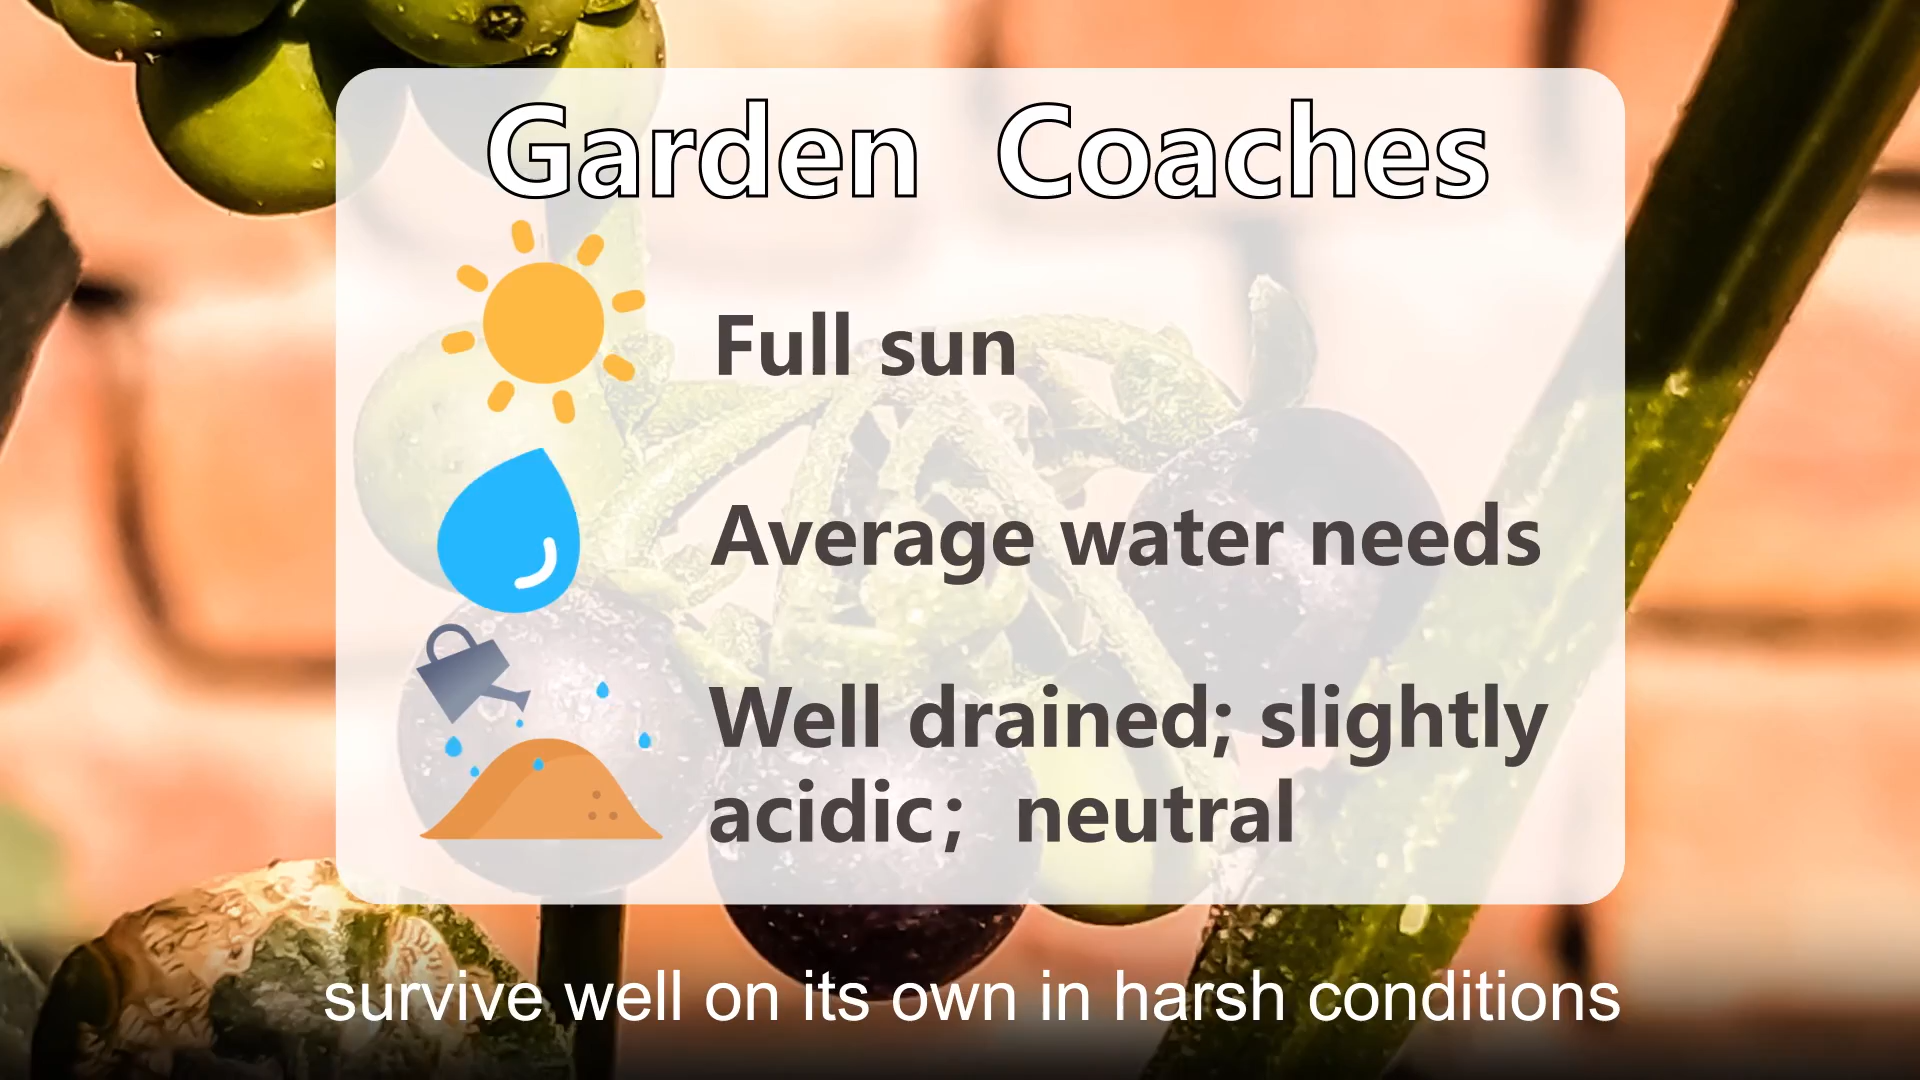 Garden Coaches
Full sun
Average water needs
Well drained; slightly
acidic; neutral
survive well on its own in harsh conditions